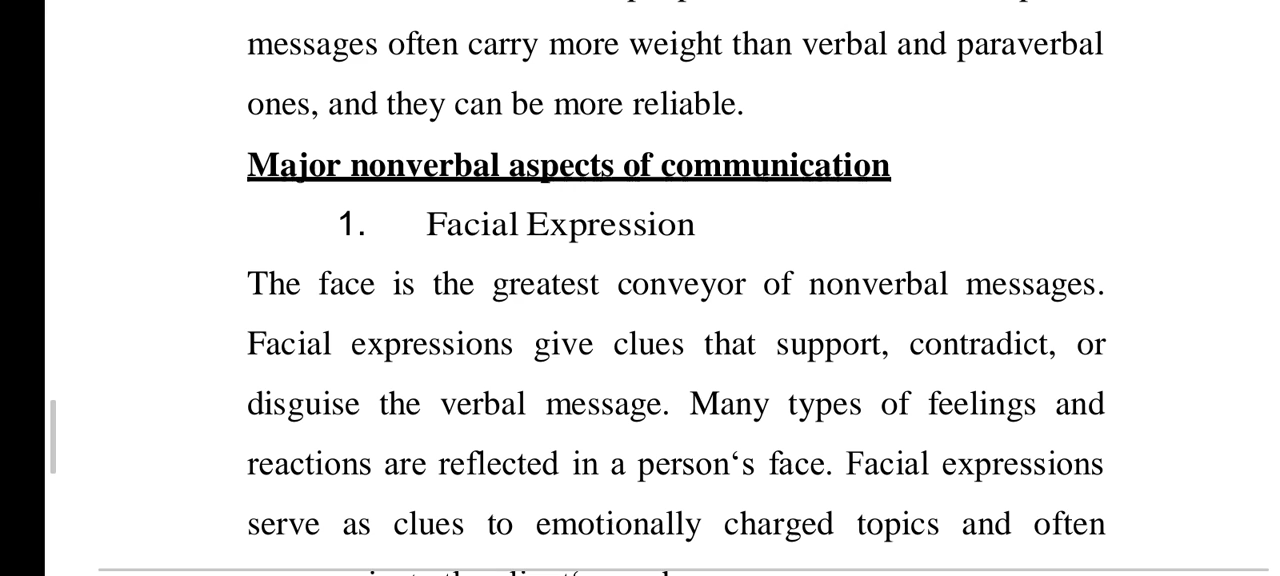 messages often carry more weight than verbal and paraverbal
ones, and they can be more reliable.
Major nonverbal aspects of communication
1. Facial Expression
The face is the greatest conveyor of nonverbal messages.
Facial expressions give clues that support, contradict, or
disguise the verbal message. Many types of feelings and
reactions are reflected in a person‘s face. Facial expressions
serve as clues to emotionally charged topics and often